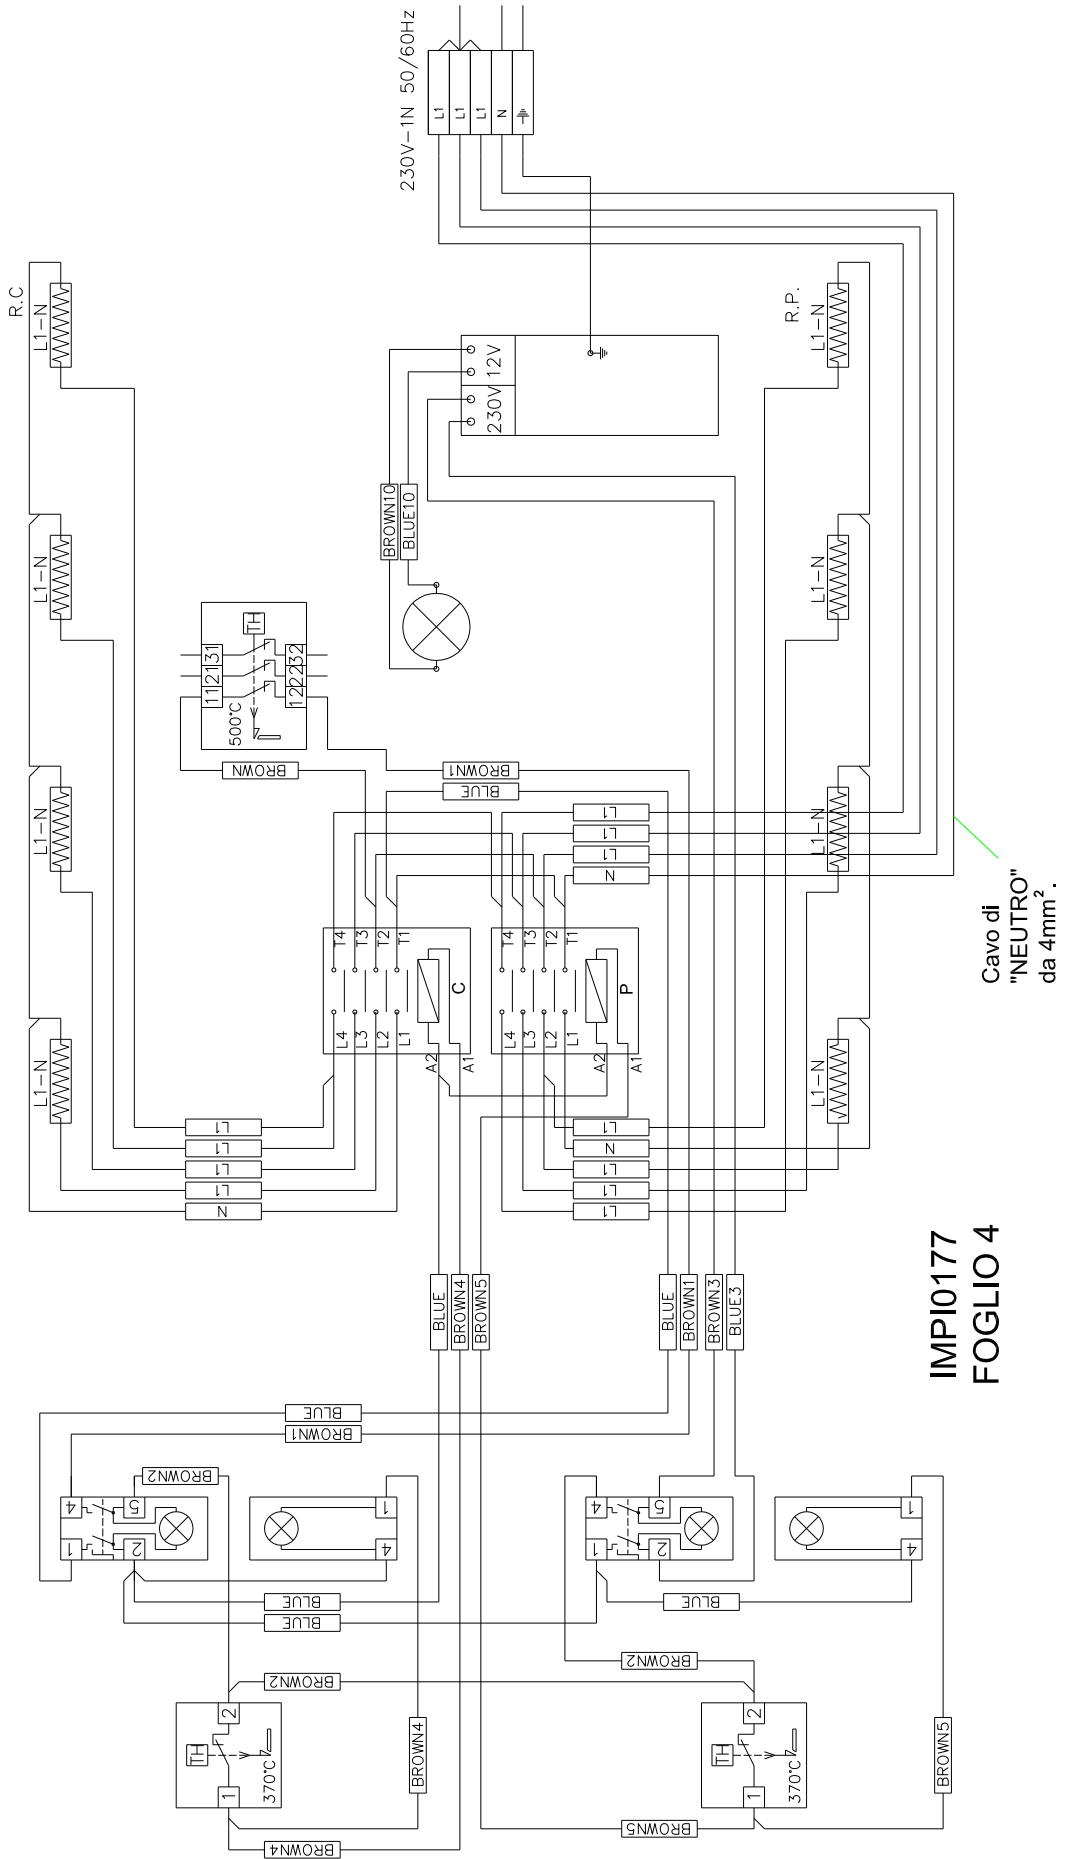 230V-1N 50/60Hz
L1
L1
L1
N
R.C
L1-N
L1-N
L1-N
L1-N
R.P.
L1-N
L1-N
L1-N
L1-N
12V
230V
BROWN10
BLUE10
TH
31
21
11
32
22
12
500°C
BROWN
BROWN1
BLUE
L1
L1
L1
N
T4
T3
T2
T1
L4
L3
L2
L1
C
A2
A1
T4
T3
T2
T1
L4
L3
L2
L1
P
A2
A1
L1
L1
L1
L1
N
L1
N
L1
L1
L1
Cavo di
"NEUTRO"
da 4mm².
IMPI0177
FOGLIO 4
BLUE
BROWN4
BROWN5
BLUE
BROWN1
BROWN3
BLUE3
BLUE
BROWN1
BROWN2
4
5
1
2
1
4
4
5
1
2
1
4
BLUE
BLUE
BLUE
BROWN2
BROWN2
2
TH
1
370°C
BROWN4
BROWN4
2
TH
1
370°C
BROWN5
BROWN5